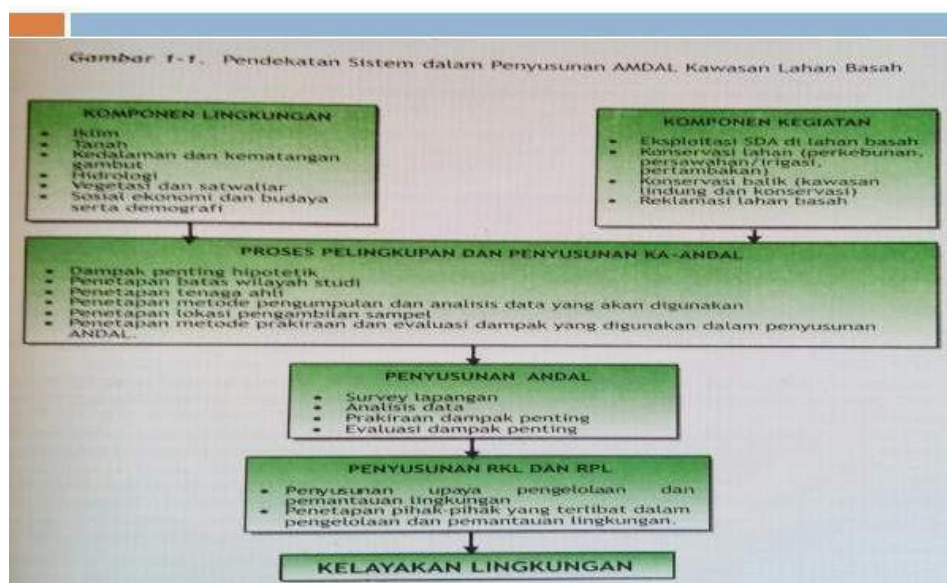 Gambar 1-1. Pendekatan Sistem dalam Penyusunan AMDAL Kawasan Lahan Basah
KOMPONEN LINGKUNGAN
• Iklim
• Tanah
• Kedalaman dan kematangan
gambut
• Hidrologi
• Vegetasi dan satwaliar
• Sosial ekonomi dan budaya
serta demografi
KOMPONEN KEGIATAN
• Eksploitasi SDA di lahan basah
• Konservasi lahan (perkebunan,
persawahan/irigasi,
pertambakan)
• Konservasi balik (kawasan
lindung dan konservasi)
• Reklamasi lahan basah
PROSES PELINGKUPAN DAN PENYUSUNAN KA-ANDAL
• Dampak penting hipotetik
• Penetapan batas wilayah studi
• Penetapan tenaga ahli
• Penetapan metode pengumpulan dan analisis data yang akan digunakan
• Penetapan lokasi pengambilan sampel
• Penetapan metode prakiraan dan evaluasi dampak yang digunakan dalam penyusunan
ANDAL.
PENYUSUNAN ANDAL
• Survey lapangan
• Analisis data
• Prakiraan dampak penting
• Evaluasi dampak penting
PENYUSUNAN RKL DAN RPL
• Penyusunan upaya pengelolaan dan
pemantauan lingkungan
• Penetapan pihak-pihak yang terlibat dalam
pengelolaan dan pemantauan lingkungan.
KELAYAKAN LINGKUNGAN